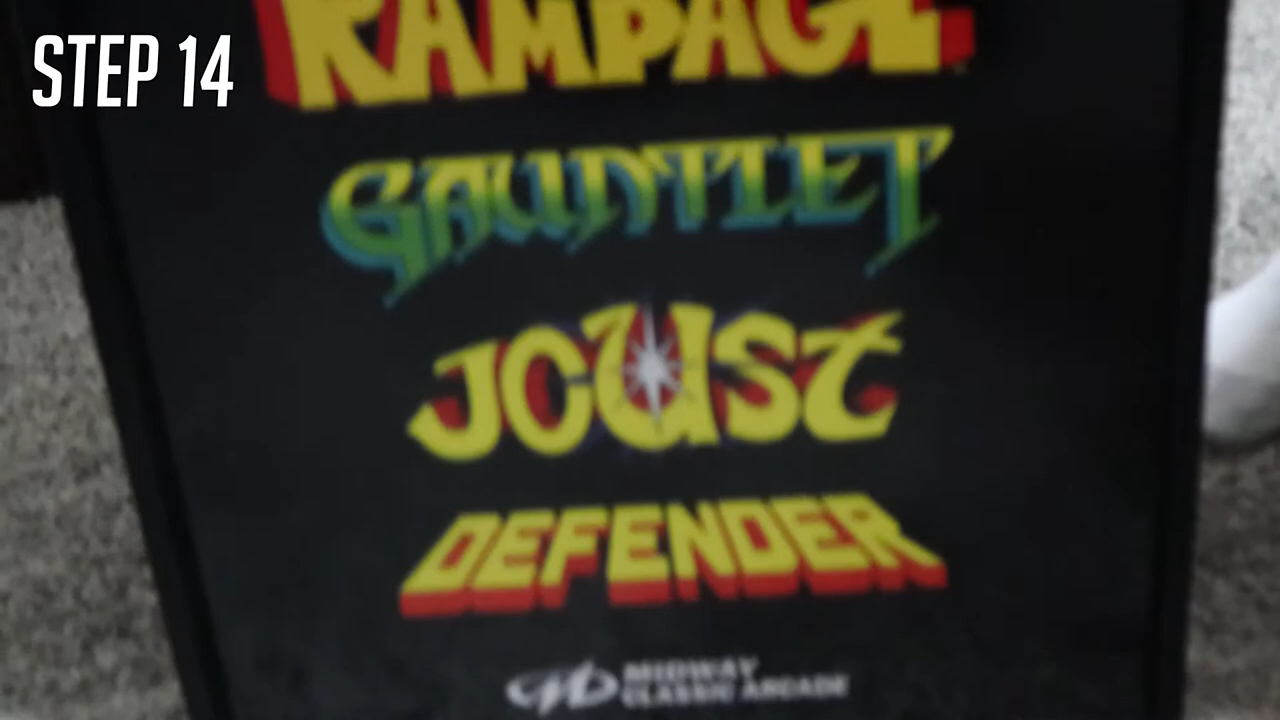 STEP 14
RAMPAGE
GAUNTLET
JOUST
DEFENDER
MIDWAY
CLASSIC ARCADE